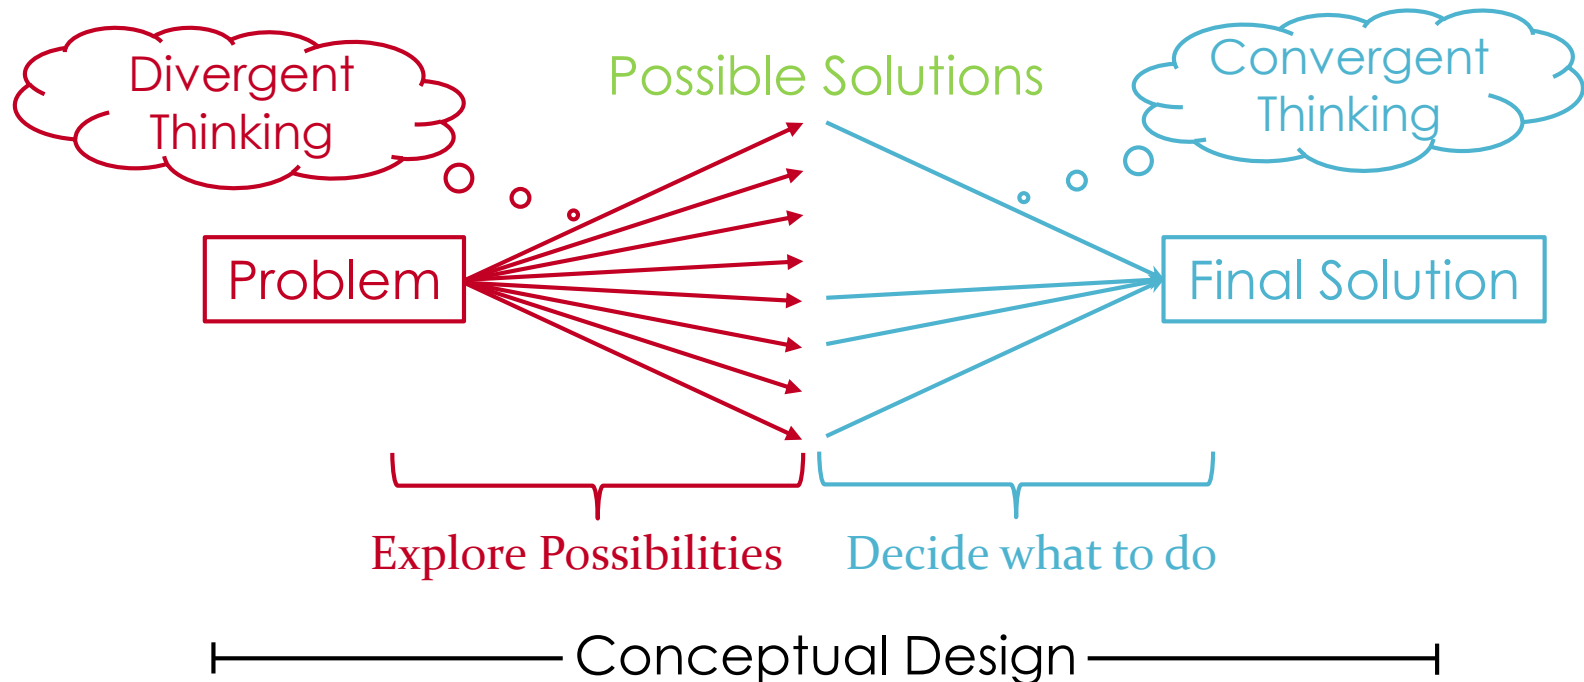 Divergent
Thinking
Possible Solutions
Convergent
Thinking
Problem
Final Solution
Explore Possibilities
Decide what to do
Conceptual Design